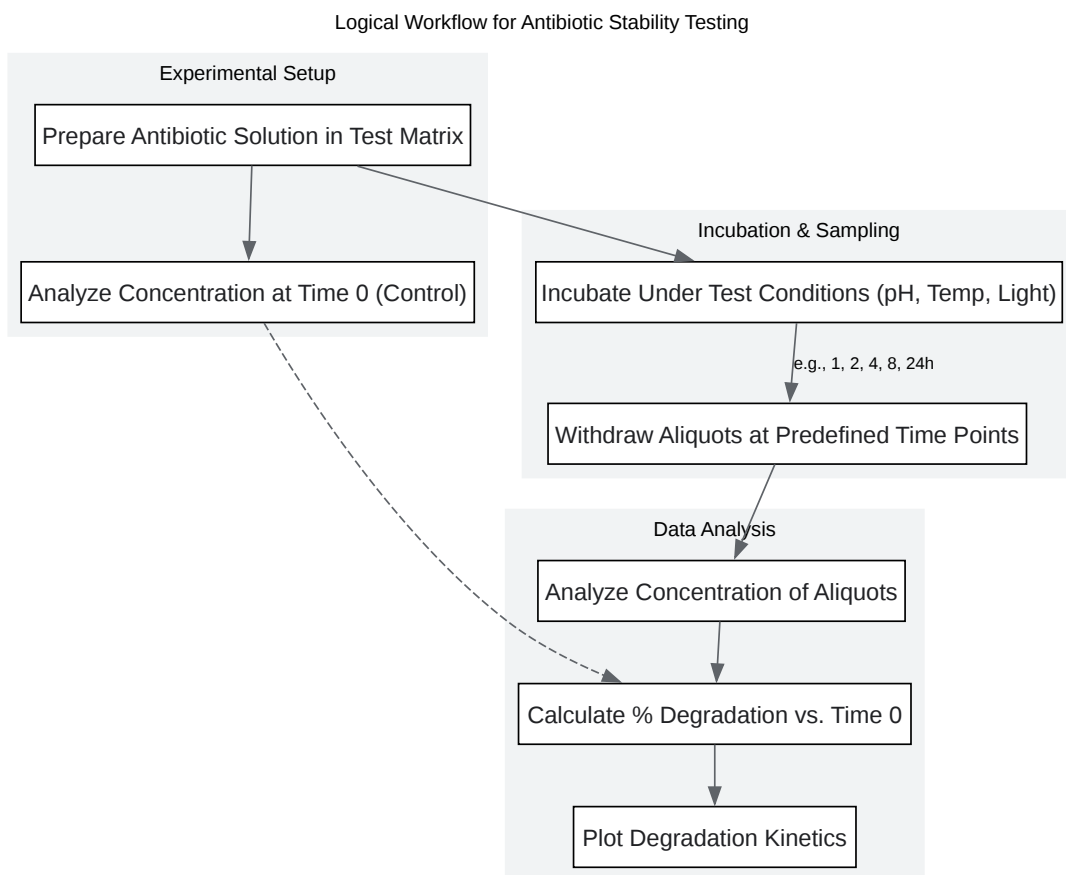 Logical Workflow for Antibiotic Stability Testing
Experimental Setup
Prepare Antibiotic Solution in Test Matrix
Analyze Concentration at Time 0 (Control)
Incubation & Sampling
Incubate Under Test Conditions (pH, Temp, Light)
e.g., 1, 2, 4, 8, 24h
Withdraw Aliquots at Predefined Time Points
Data Analysis
Analyze Concentration of Aliquots
Calculate % Degradation vs. Time 0
Plot Degradation Kinetics